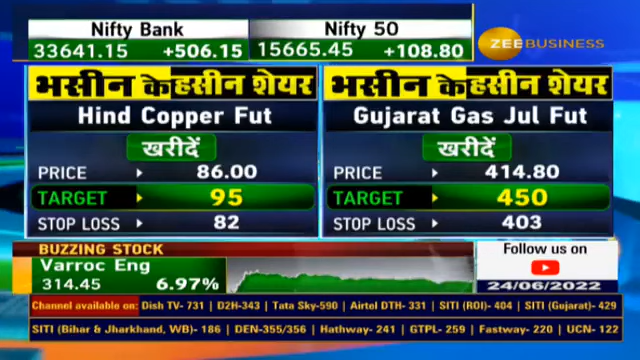 Nifty Bank
33641.15 +506.15
Nifty 50
15665.45 +108.80
ZEE BUSINESS
भसीन के हसीन शेयर
Hind Copper Fut
खरीदें
PRICE 86.00
TARGET 95
STOP LOSS 82
भसीन के हसीन शेयर
Gujarat Gas Jul Fut
खरीदें
PRICE 414.80
TARGET 450
STOP LOSS 403
BUZZING STOCK
Varroc Eng
314.45 6.97%
Follow us on
24/06/2022
Channel available on: Dish TV- 731 | D2H-343 | Tata Sky-590 | Airtel DTH- 331 | SITI (ROI)- 404 | SITI (Gujarat)- 429
SITI (Bihar & Jharkhand, WB)- 186 | DEN-355/356 | Hathway- 241 | GTPL- 259 | Fastway- 220 | UCN- 122